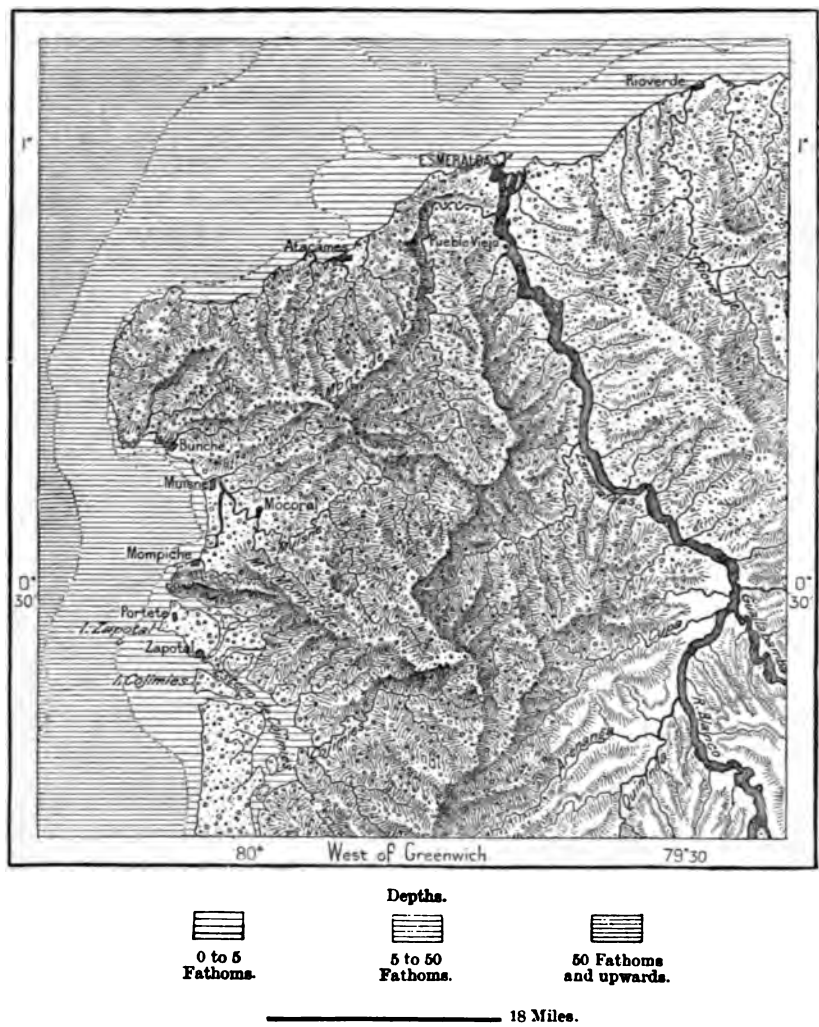 Rioverde
1°
1°
ESMERALDAS
Pueblo Viejo
Atacames
Bunche
Muisne
Mocoral
Mompiche
0°
30'
0°
30'
Portete
I. Zapotal
Zapotal
I. Cojimies
R. Blanco
80°
West of Greenwich
79°30
Depths.
0 to 5
Fathoms.
5 to 50
Fathoms.
50 Fathoms
and upwards.
18 Miles.